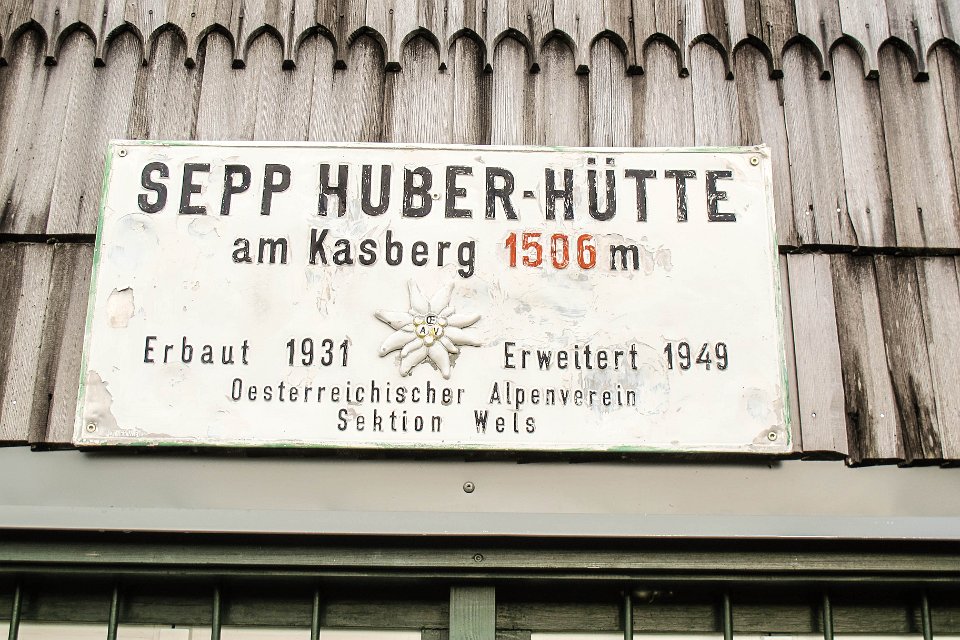 SEPP HUBER-HÜTTE
am Kasberg 1506 m
Œ
A V
Erbaut 1931 Erweitert 1949
Oesterreichischer Alpenverein
Sektion Wels